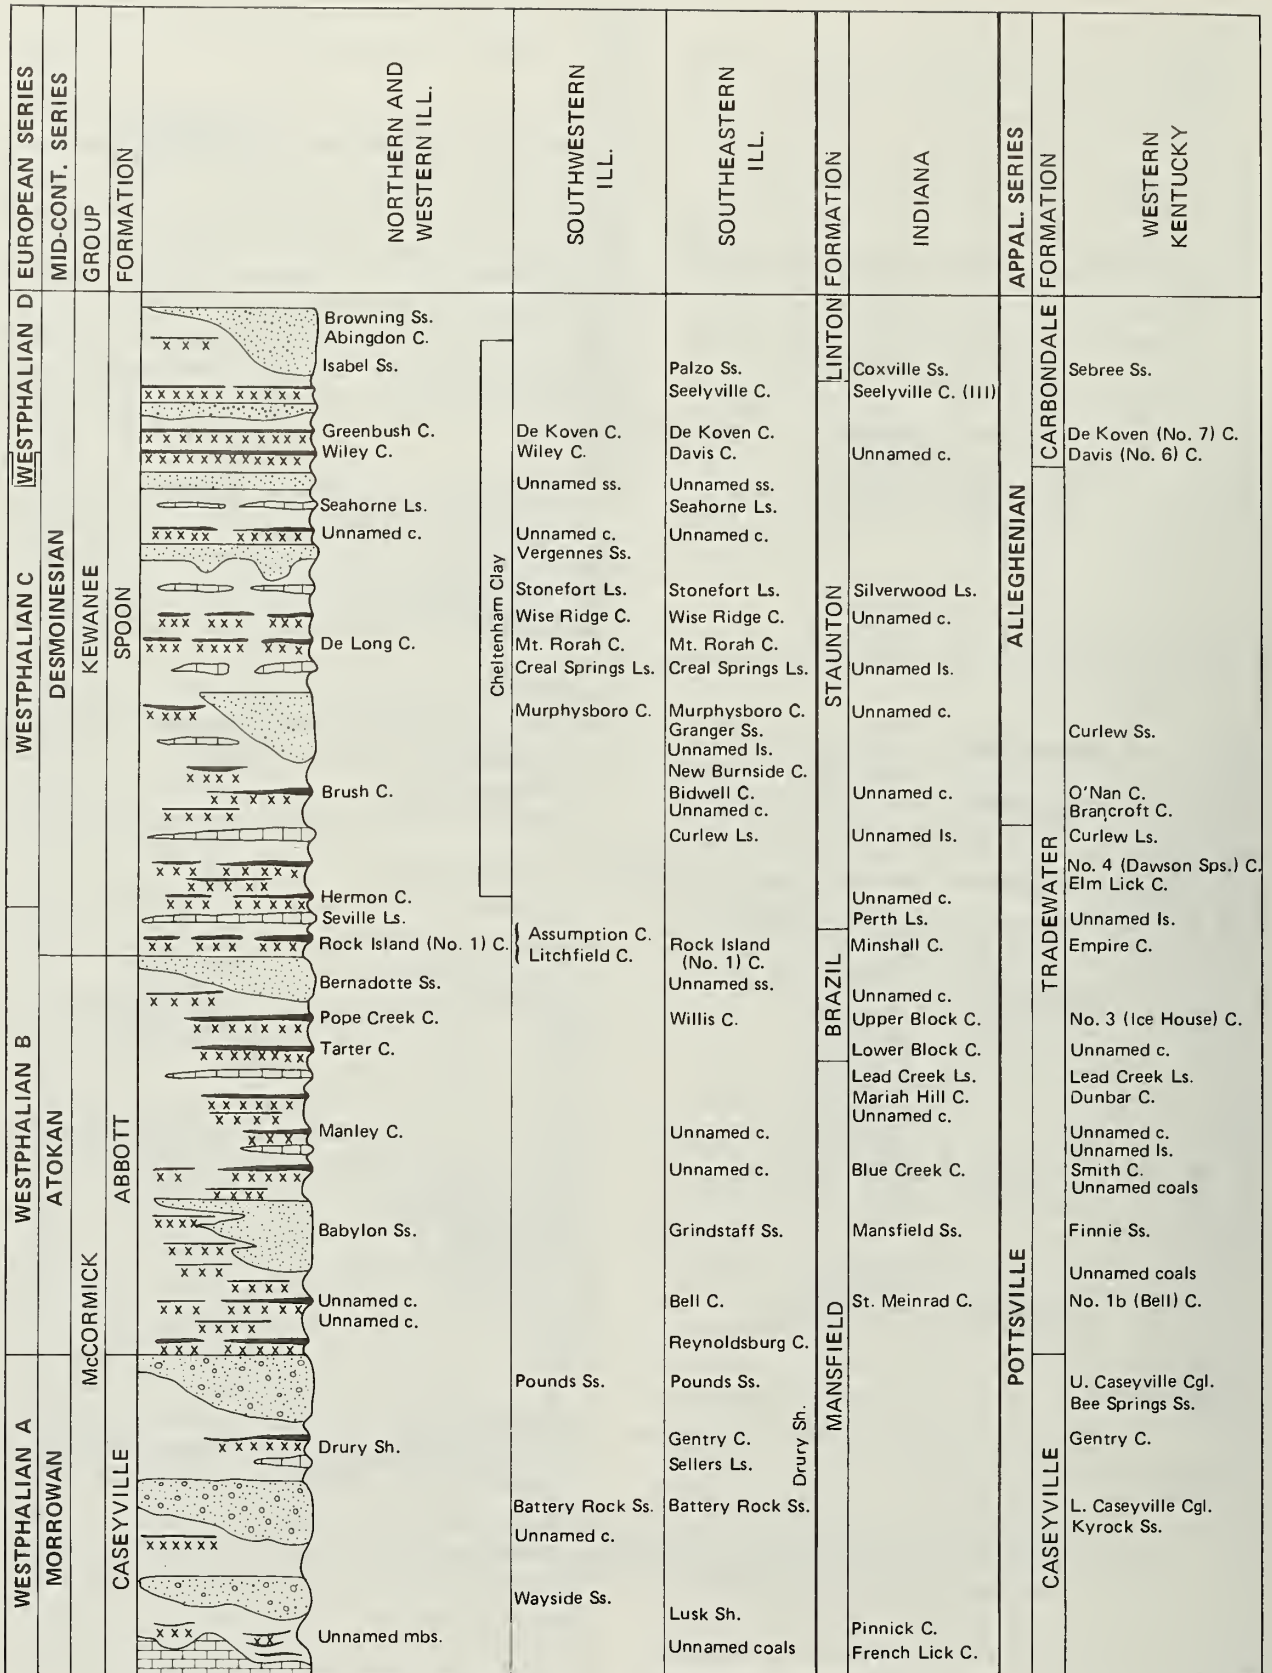 EUROPEAN SERIES
MID-CONT. SERIES
GROUP
FORMATION
NORTHERN AND
WESTERN ILL.
SOUTHWESTERN
ILL.
SOUTHEASTERN
ILL.
FORMATION
INDIANA
APPAL. SERIES
FORMATION
WESTERN
KENTUCKY
WESTPHALIAN D
WESTPHALIAN C
WESTPHALIAN B
WESTPHALIAN A
DESMOINESIAN
ATOKAN
MORROWAN
KEWANEE
McCORMICK
SPOON
ABBOTT
CASEYVILLE
Browning Ss.
Abingdon C.
Isabel Ss.
Greenbush C.
Wiley C.
Seahorne Ls.
Unnamed c.
De Long C.
Brush C.
Hermon C.
Seville Ls.
Rock Island (No. 1) C.
Bernadotte Ss.
Pope Creek C.
Tarter C.
Manley C.
Babylon Ss.
Unnamed c.
Unnamed c.
Drury Sh.
Unnamed mbs.
Cheltenham Clay
De Koven C.
Wiley C.
Unnamed ss.
Unnamed c.
Vergennes Ss.
Stonefort Ls.
Wise Ridge C.
Mt. Rorah C.
Creal Springs Ls.
Murphysboro C.
Assumption C.
Litchfield C.
Pounds Ss.
Battery Rock Ss.
Unnamed c.
Wayside Ss.
Palzo Ss.
Seelyville C.
De Koven C.
Davis C.
Unnamed ss.
Seahorne Ls.
Unnamed c.
Stonefort Ls.
Wise Ridge C.
Mt. Rorah C.
Creal Springs Ls.
Murphysboro C.
Granger Ss.
Unnamed ls.
New Burnside C.
Bidwell C.
Unnamed c.
Curlew Ls.
Rock Island
(No. 1) C.
Unnamed ss.
Willis C.
Unnamed c.
Unnamed c.
Grindstaff Ss.
Bell C.
Reynoldsburg C.
Pounds Ss.
Gentry C.
Sellers Ls.
Drury Sh.
Battery Rock Ss.
Lusk Sh.
Unnamed coals
LINTON
STAUNTON
BRAZIL
MANSFIELD
Coxville Ss.
Seelyville C. (III)
Unnamed c.
Silverwood Ls.
Unnamed c.
Unnamed ls.
Unnamed c.
Unnamed c.
Unnamed ls.
Unnamed c.
Perth Ls.
Minshall C.
Unnamed c.
Upper Block C.
Lower Block C.
Lead Creek Ls.
Mariah Hill C.
Unnamed c.
Blue Creek C.
Mansfield Ss.
St. Meinrad C.
Pinnick C.
French Lick C.
ALLEGHENIAN
POTTSVILLE
CARBONDALE
TRADEWATER
CASEYVILLE
Sebree Ss.
De Koven (No. 7) C.
Davis (No. 6) C.
Curlew Ss.
O'Nan C.
Brancroft C.
Curlew Ls.
No. 4 (Dawson Sps.) C.
Elm Lick C.
Unnamed ls.
Empire C.
No. 3 (Ice House) C.
Unnamed c.
Lead Creek Ls.
Dunbar C.
Unnamed c.
Unnamed ls.
Smith C.
Unnamed coals
Finnie Ss.
Unnamed coals
No. 1b (Bell) C.
U. Caseyville Cgl.
Bee Springs Ss.
Gentry C.
L. Caseyville Cgl.
Kyrock Ss.